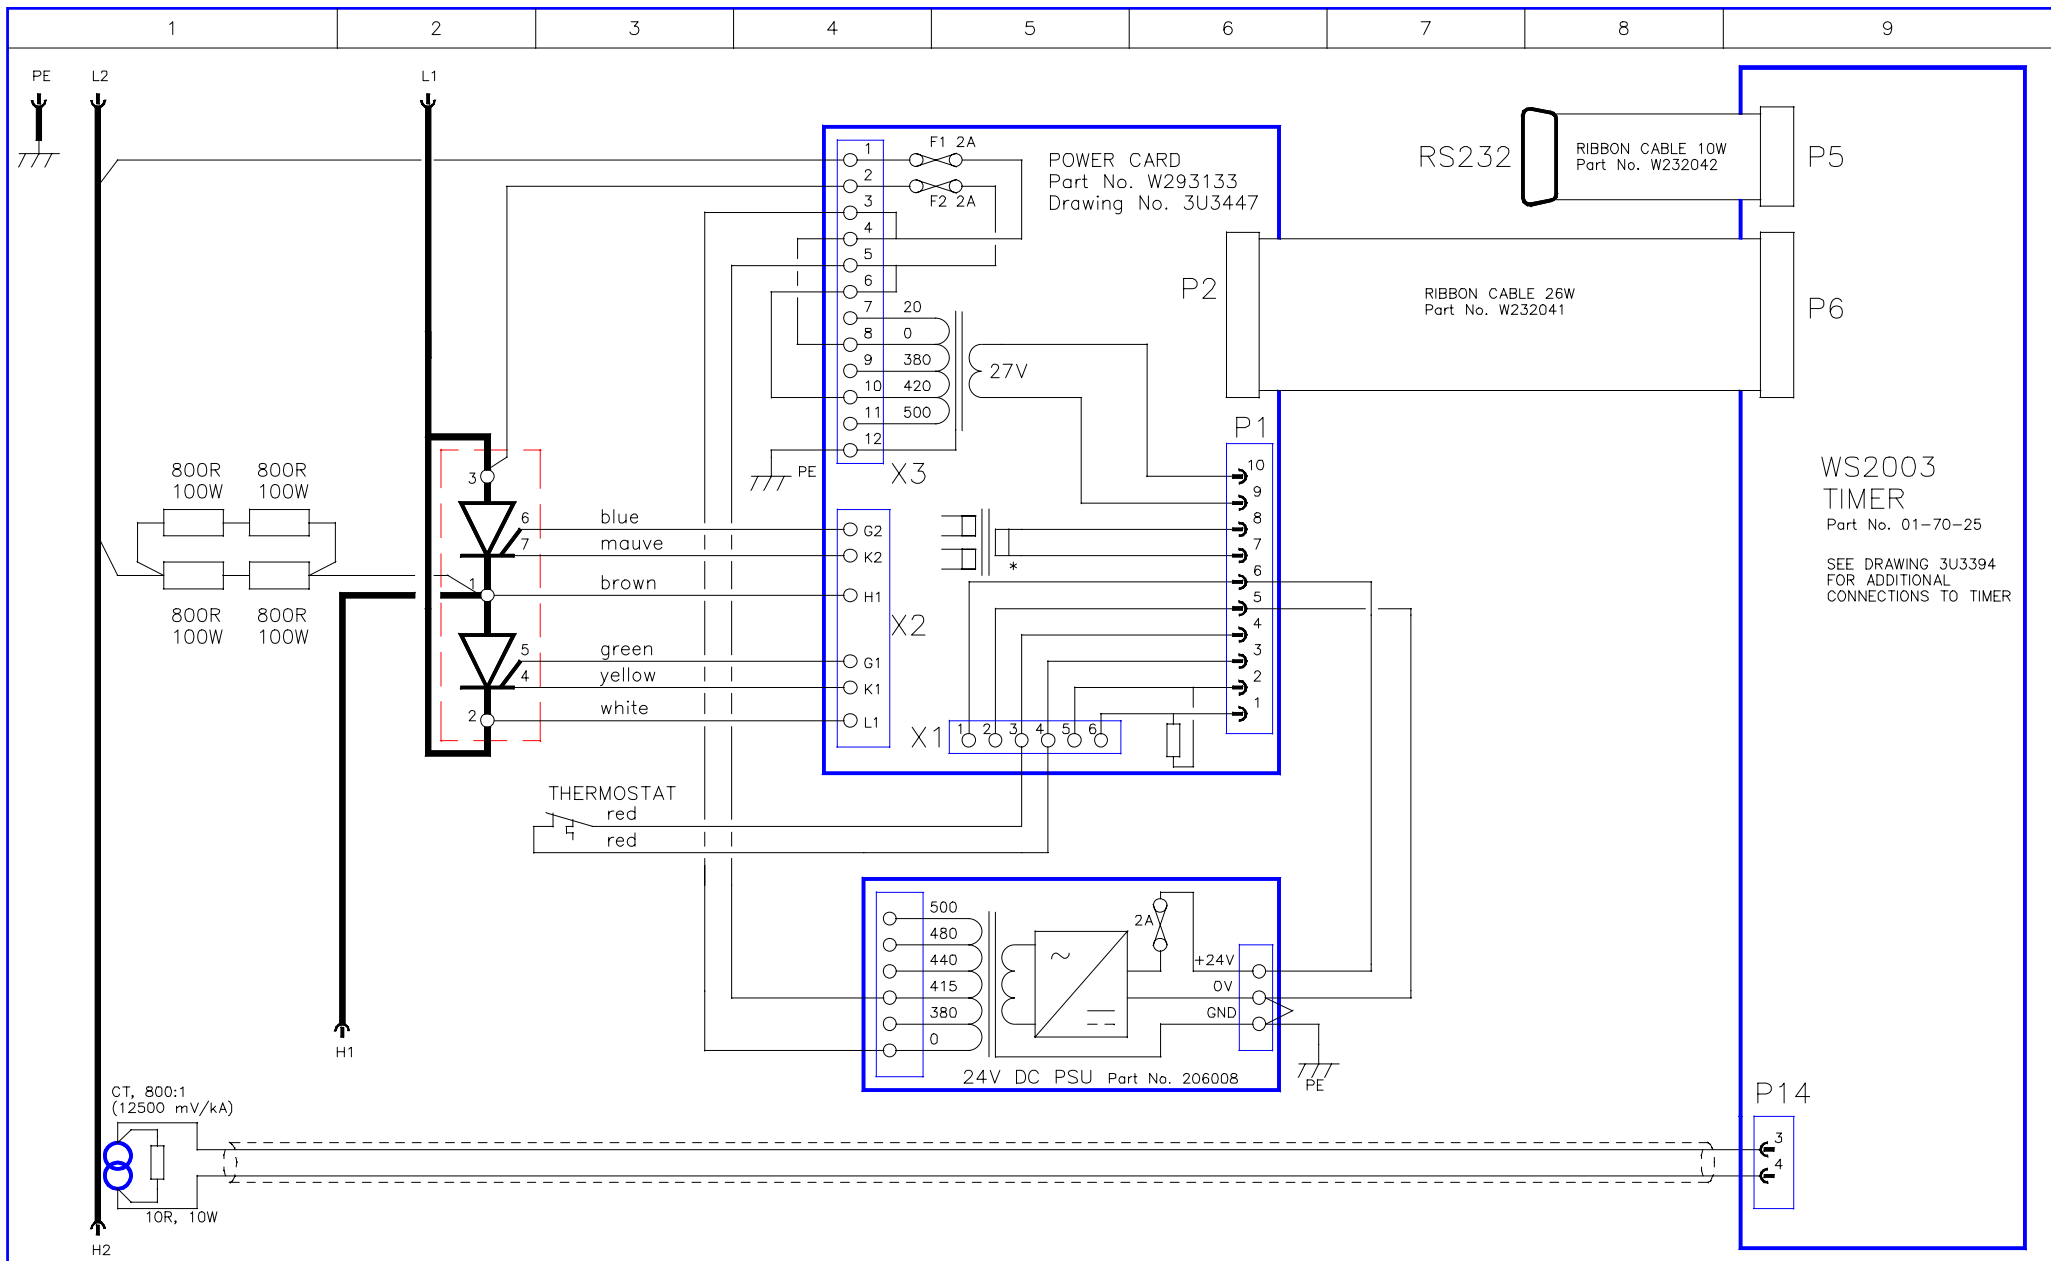 1 2 3 4 5 6 7 8 9
PE L2 L1
F1 2A
F2 2A
1
2
3
4
5
6
7 20
8 0
9 380
10 420
11 500
12
PE
X3
27V
POWER CARD
Part No. W293133
Drawing No. 3U3447
RS232
RIBBON CABLE 10W
Part No. W232042
P5
P2
RIBBON CABLE 26W
Part No. W232041
P6
P1
10
9
8
7
6
5
4
3
2
1
*
WS2003
TIMER
Part No. 01-70-25
SEE DRAWING 3U3394
FOR ADDITIONAL
CONNECTIONS TO TIMER
800R 800R
100W 100W
800R 800R
100W 100W
3
6
7
1
5
4
2
blue
mauve
brown
green
yellow
white
G2
K2
H1
G1
K1
L1
X2
X1
1 2 3 4 5 6
THERMOSTAT
red
red
500
480
440
415
380
0
~
2A
+24V
0V
GND
PE
24V DC PSU Part No. 206008
H1
CT, 800:1
(12500 mV/kA)
10R, 10W
H2
P14
3
4